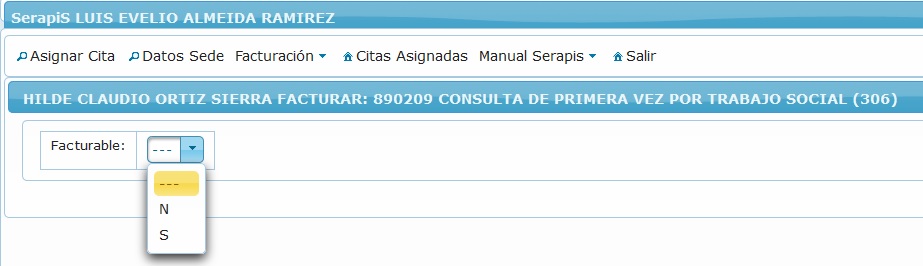 SerapiS LUIS EVELIO ALMEIDA RAMIREZ
Asignar Cita Datos Sede Facturación Citas Asignadas Manual Serapis Salir
HILDE CLAUDIO ORTIZ SIERRA FACTURAR: 890209 CONSULTA DE PRIMERA VEZ POR TRABAJO SOCIAL (306)
Facturable: ---
---
N
S